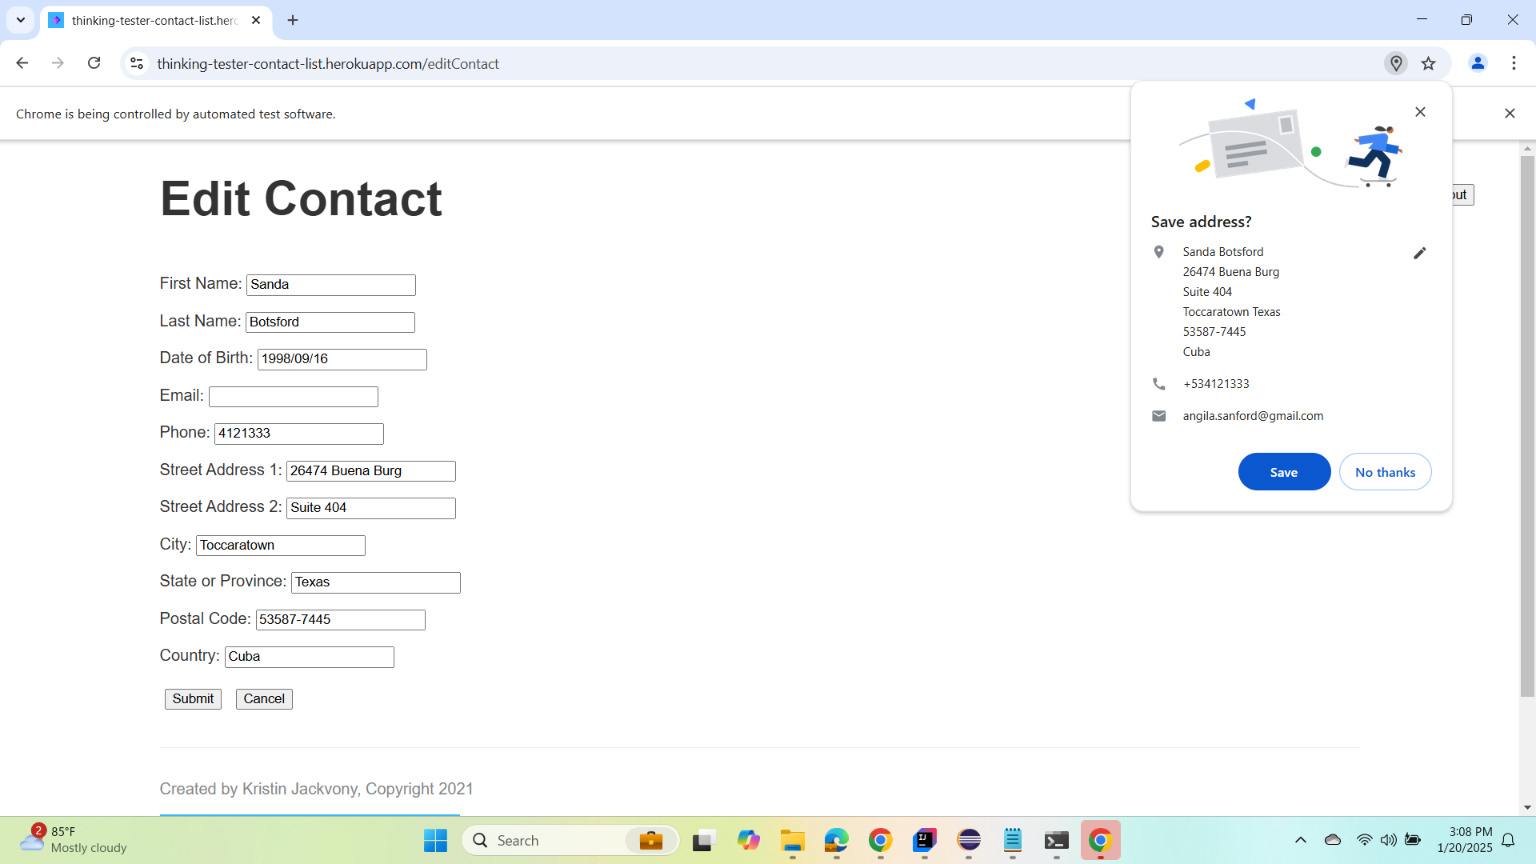 thinking-tester-contact-list.herc
thinking-tester-contact-list.herokuapp.com/editContact
Chrome is being controlled by automated test software.
Edit Contact
out
First Name: Sanda
Last Name: Botsford
Date of Birth: 1998/09/16
Email:
Phone: 4121333
Street Address 1: 26474 Buena Burg
Street Address 2: Suite 404
City: Toccaratown
State or Province: Texas
Postal Code: 53587-7445
Country: Cuba
Submit Cancel
Created by Kristin Jackvony, Copyright 2021
Save address?
Sanda Botsford
26474 Buena Burg
Suite 404
Toccaratown Texas
53587-7445
Cuba
+534121333
angila.sanford@gmail.com
Save No thanks
2
85°F
Mostly cloudy
Search
3:08 PM
1/20/2025